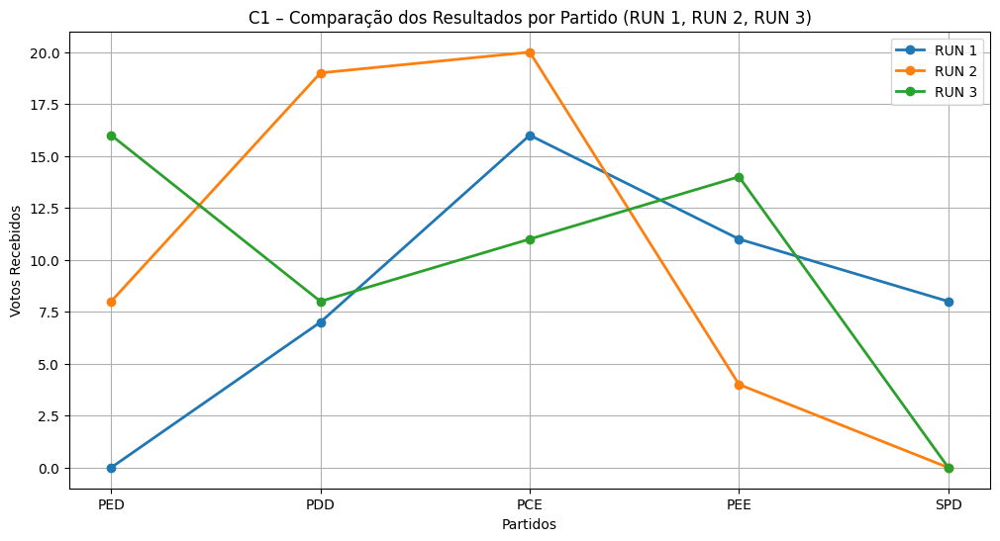 C1 – Comparação dos Resultados por Partido (RUN 1, RUN 2, RUN 3)
RUN 1
RUN 2
RUN 3
Votos Recebidos
20.0
17.5
15.0
12.5
10.0
7.5
5.0
2.5
0.0
PED PDD PCE PEE SPD
Partidos